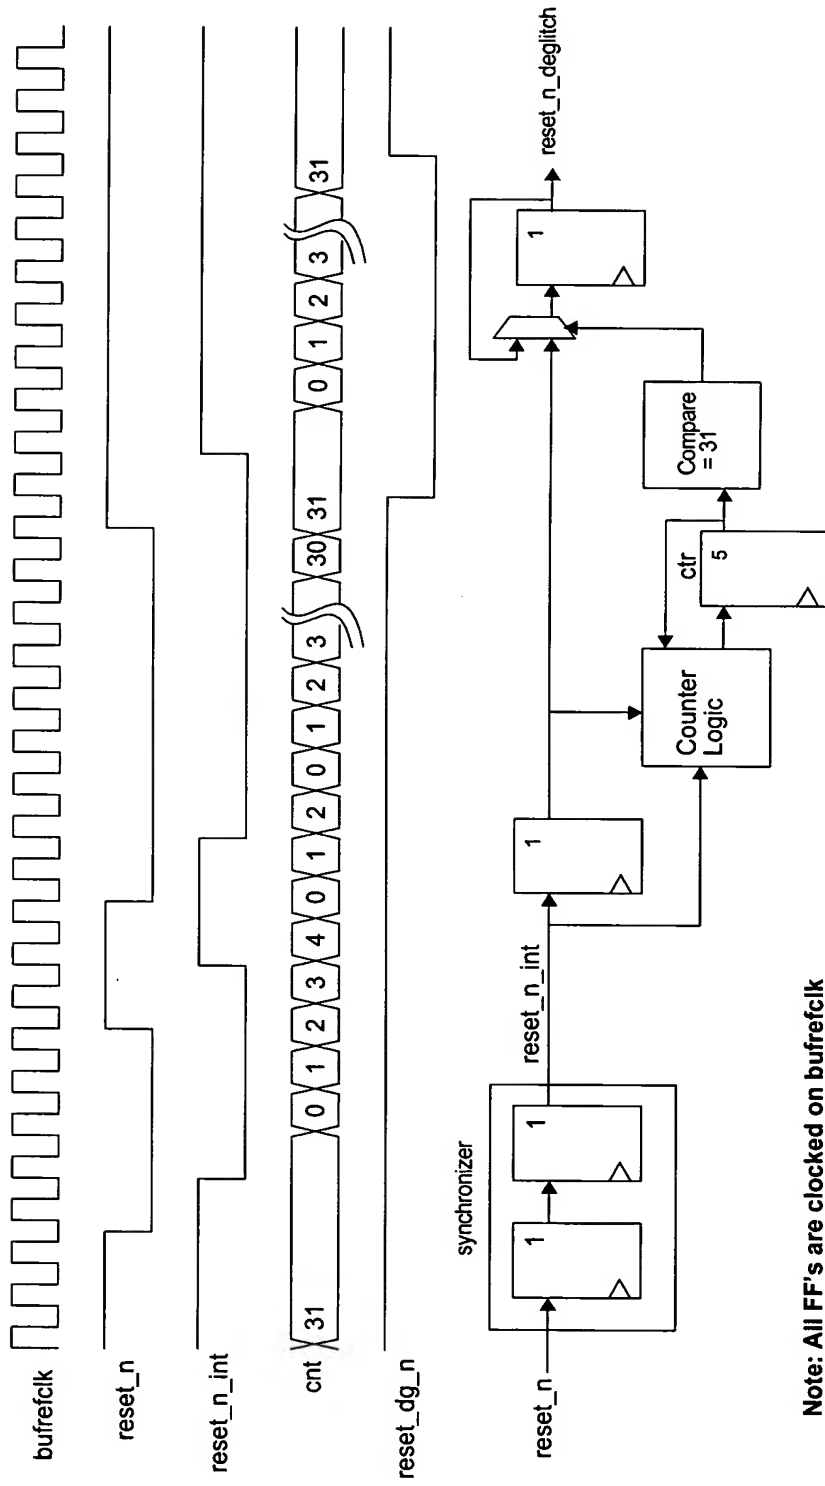 bufrefclk
reset_n
reset_n_int
cnt 31 0 1 2 3 4 0 1 2 0 1 2 3 30 31 0 1 2 3 31
reset_dg_n
synchronizer
reset_n
1
1
reset_n_int
1
Counter
Logic
ctr
5
Compare
= 31
1
reset_n_deglitch
Note: All FF's are clocked on bufrefclk